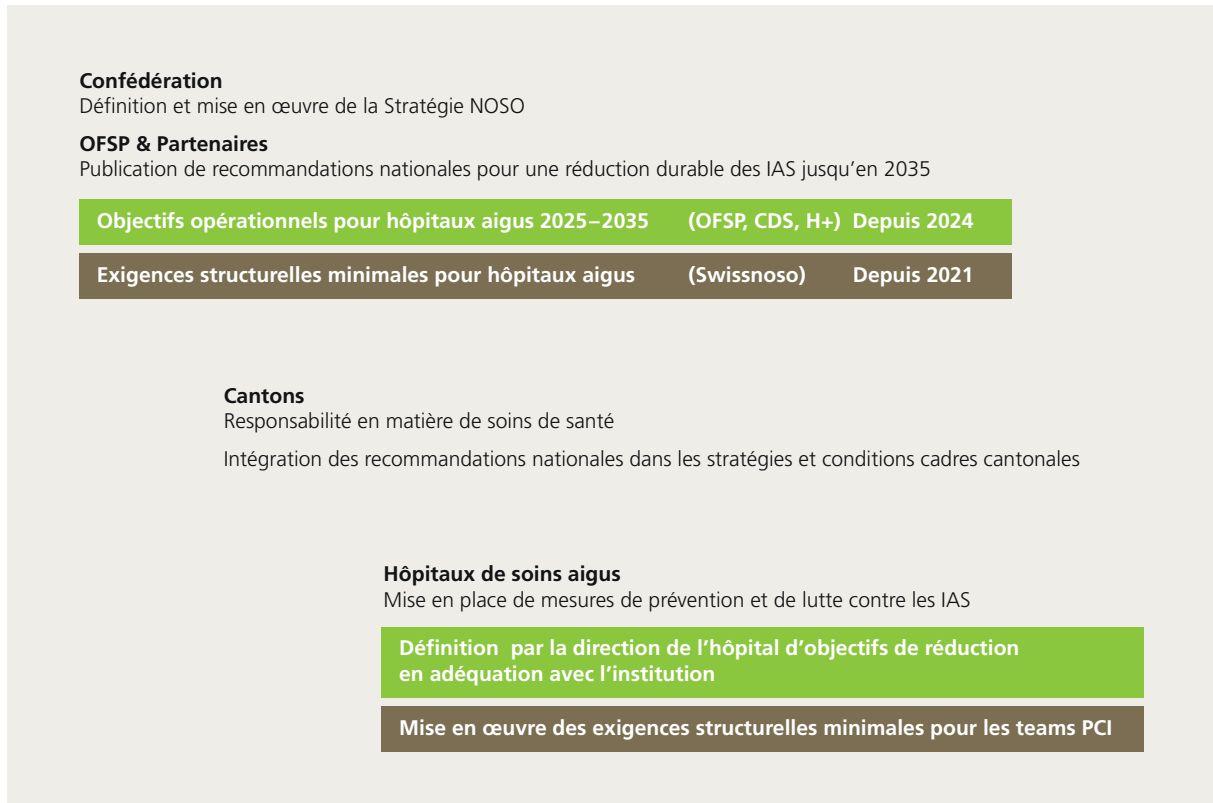 Confédération
Définition et mise en œuvre de la Stratégie NOSO
OFSP & Partenaires
Publication de recommandations nationales pour une réduction durable des IAS jusqu’en 2035
Objectifs opérationnels pour hôpitaux aigus 2025–2035 (OFSP, CDS, H+) Depuis 2024
Exigences structurelles minimales pour hôpitaux aigus (Swissnoso) Depuis 2021
Cantons
Responsabilité en matière de soins de santé
Intégration des recommandations nationales dans les stratégies et conditions cadres cantonales
Hôpitaux de soins aigus
Mise en place de mesures de prévention et de lutte contre les IAS
Définition par la direction de l’hôpital d’objectifs de réduction
en adéquation avec l’institution
Mise en œuvre des exigences structurelles minimales pour les teams PCI